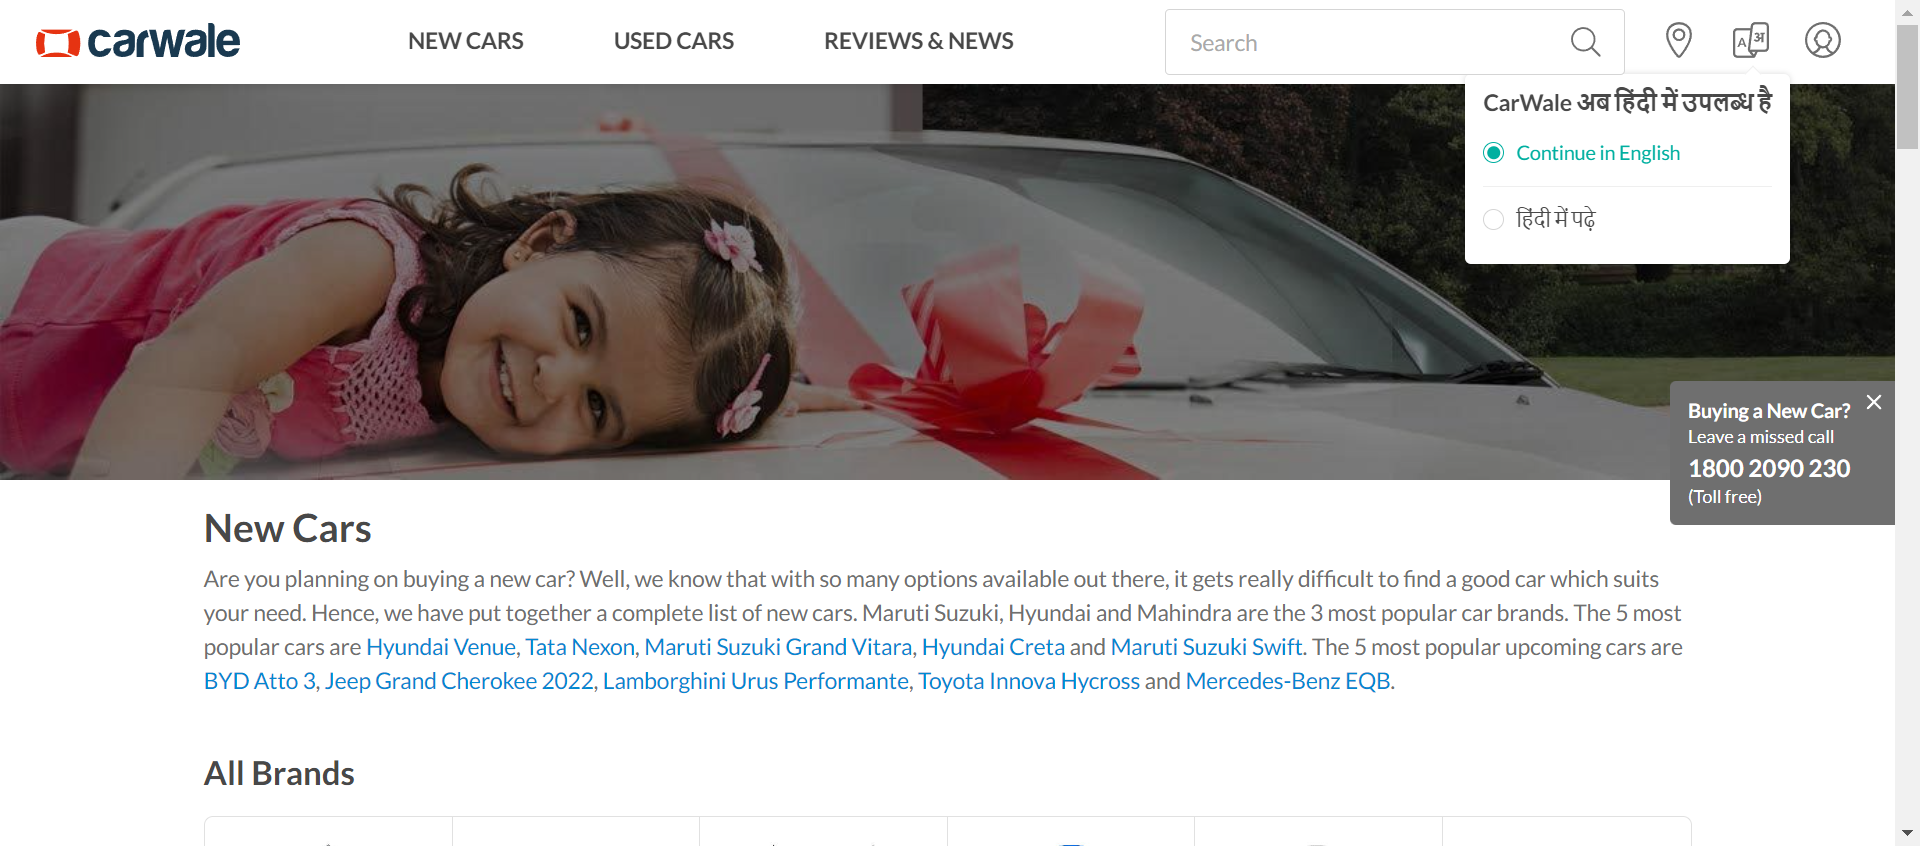 carwale
NEW CARS
USED CARS
REVIEWS & NEWS
Search
A अ
CarWale अब हिंदी में उपलब्ध है
Continue in English
हिंदी में पढ़े
Buying a New Car?
Leave a missed call
1800 2090 230
(Toll free)
New Cars
Are you planning on buying a new car? Well, we know that with so many options available out there, it gets really difficult to find a good car which suits
your need. Hence, we have put together a complete list of new cars. Maruti Suzuki, Hyundai and Mahindra are the 3 most popular car brands. The 5 most
popular cars are Hyundai Venue, Tata Nexon, Maruti Suzuki Grand Vitara, Hyundai Creta and Maruti Suzuki Swift. The 5 most popular upcoming cars are
BYD Atto 3, Jeep Grand Cherokee 2022, Lamborghini Urus Performante, Toyota Innova Hycross and Mercedes-Benz EQB.
All Brands